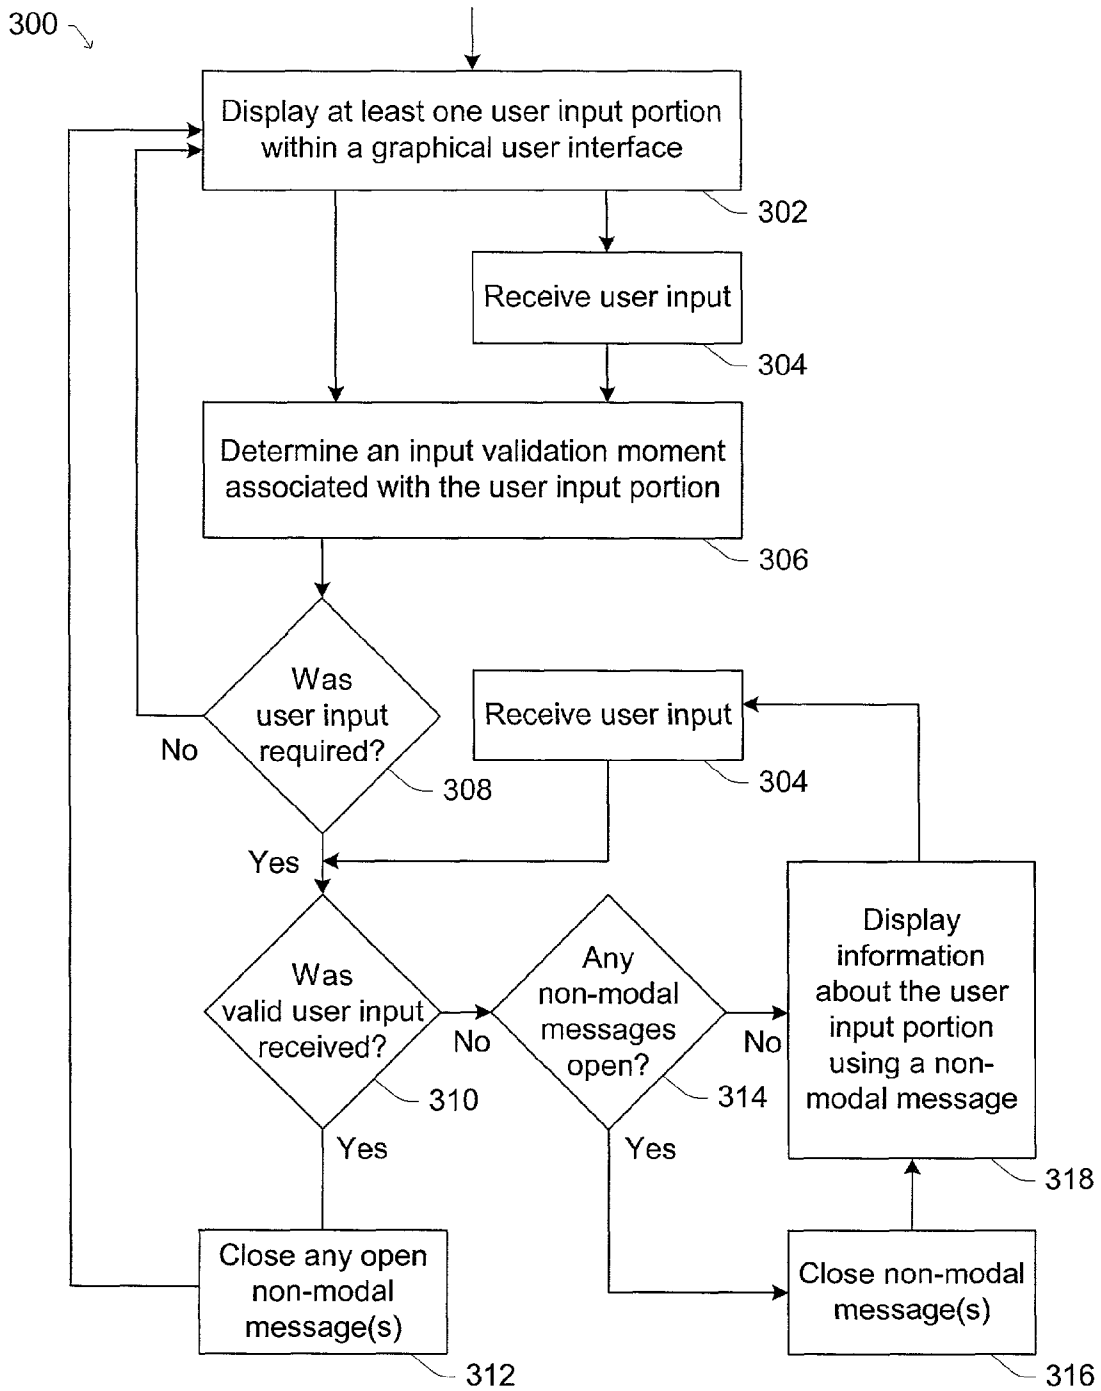 300
Display at least one user input portion
within a graphical user interface
302
Receive user input
304
Determine an input validation moment
associated with the user input portion
306
Was
user input
required?
No
308
Receive user input
304
Yes
Was
valid user input
received?
No
310
Any
non-modal
messages
open?
No
314
Display
information
about the user
input portion
using a non-
modal message
318
Yes
Yes
Close any open
non-modal
message(s)
312
Close non-modal
message(s)
316